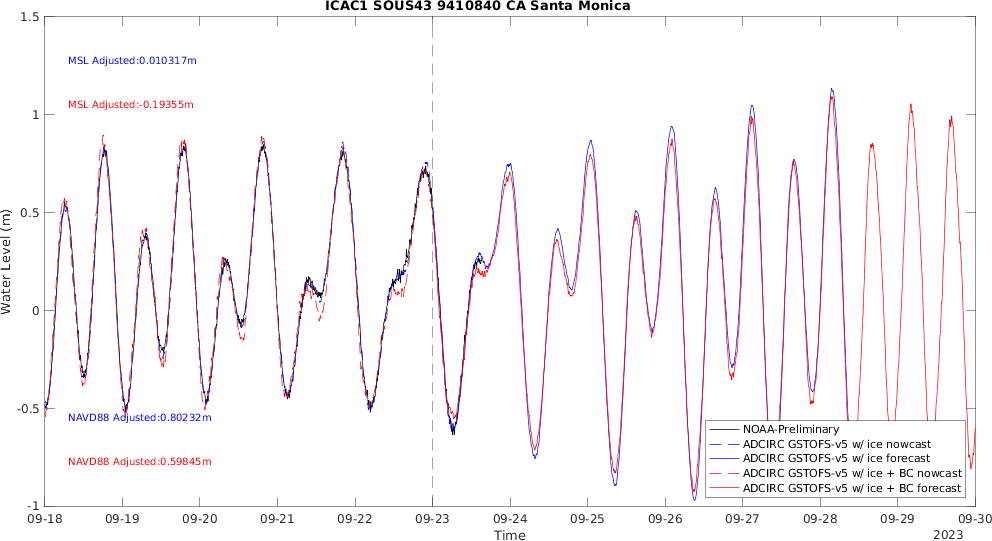 ICAC1 SOUS43 9410840 CA Santa Monica
1.5
MSL Adjusted:0.010317m
MSL Adjusted:-0.19355m
1
0.5
Water Level (m)
0
-0.5
NAVD88 Adjusted:0.80232m
NAVD88 Adjusted:0.59845m
-1
NOAA-Preliminary
ADCIRC GSTOFS-v5 w/ ice nowcast
ADCIRC GSTOFS-v5 w/ ice forecast
ADCIRC GSTOFS-v5 w/ ice + BC nowcast
ADCIRC GSTOFS-v5 w/ ice + BC forecast
09-18 09-19 09-20 09-21 09-22 09-23 09-24 09-25 09-26 09-27 09-28 09-29 09-30
Time
2023